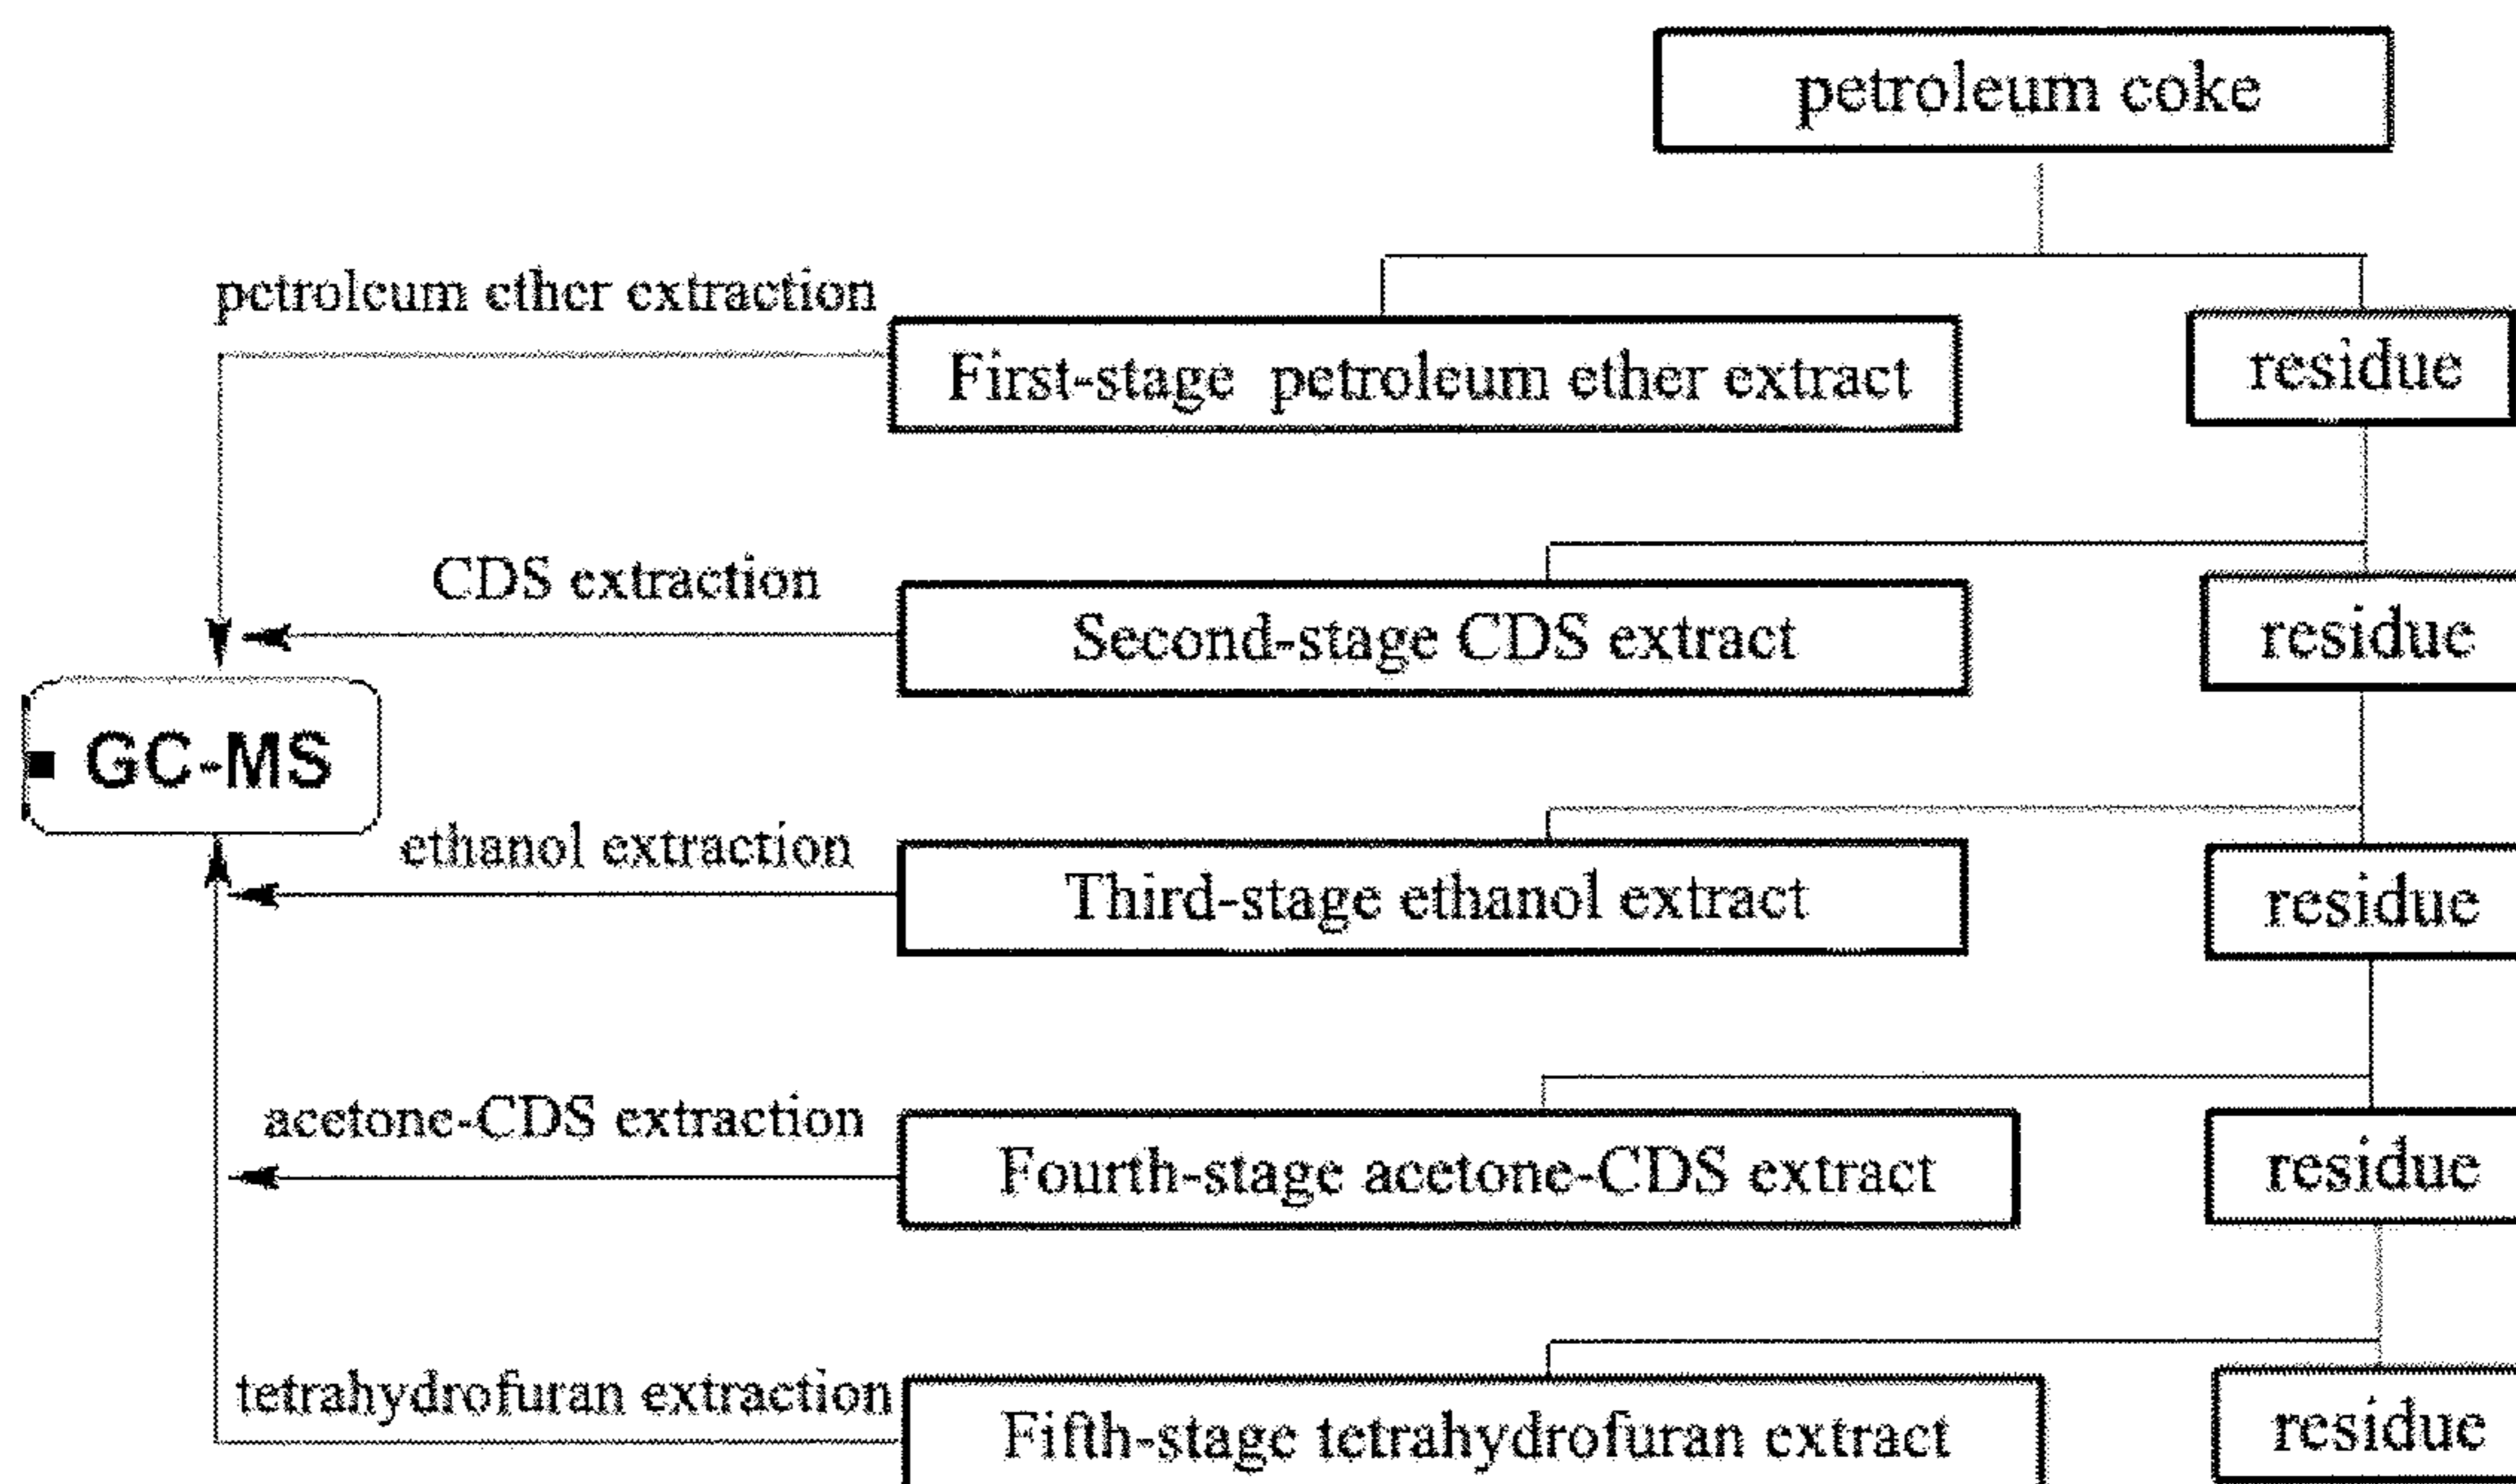 petroleum coke
petroleum ether extraction
First-stage petroleum ether extract
residue
CDS extraction
Second-stage CDS extract
residue
GC-MS
ethanol extraction
Third-stage ethanol extract
residue
acetone-CDS extraction
Fourth-stage acetone-CDS extract
residue
tetrahydrofuran extraction
Fifth-stage tetrahydrofuran extract
residue